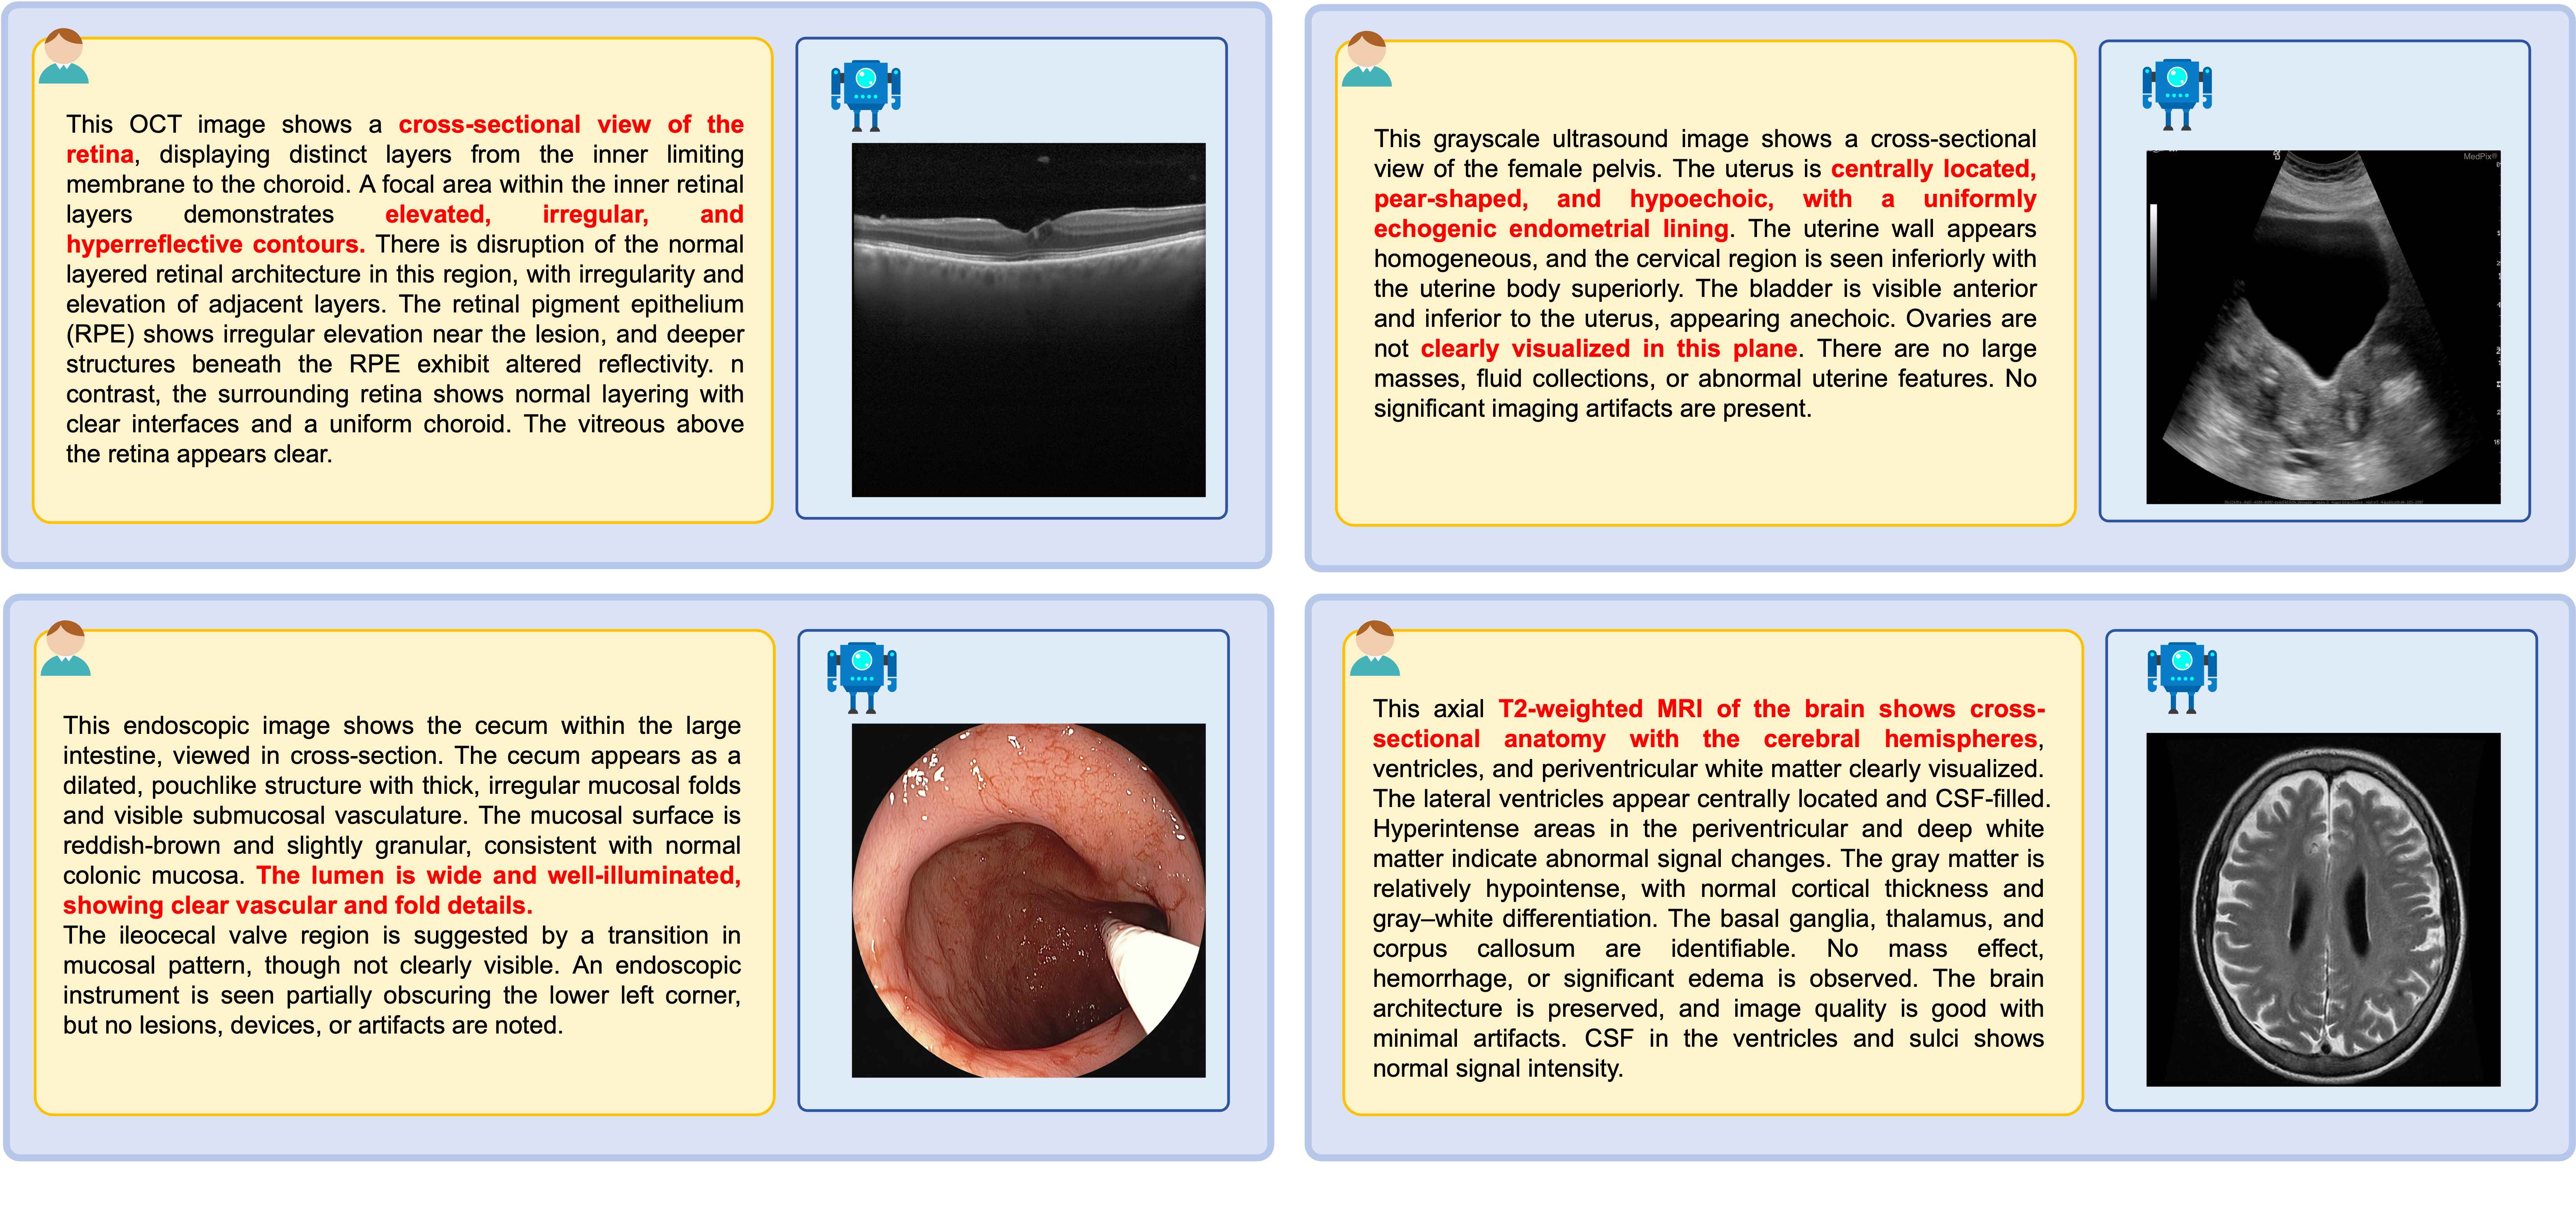 This OCT image shows a cross-sectional view of the
retina, displaying distinct layers from the inner limiting
membrane to the choroid. A focal area within the inner retinal
layers demonstrates elevated, irregular, and
hyperreflective contours. There is disruption of the normal
layered retinal architecture in this region, with irregularity and
elevation of adjacent layers. The retinal pigment epithelium
(RPE) shows irregular elevation near the lesion, and deeper
structures beneath the RPE exhibit altered reflectivity. n
contrast, the surrounding retina shows normal layering with
clear interfaces and a uniform choroid. The vitreous above
the retina appears clear.
This grayscale ultrasound image shows a cross-sectional
view of the female pelvis. The uterus is centrally located,
pear-shaped, and hypoechoic, with a uniformly
echogenic endometrial lining. The uterine wall appears
homogeneous, and the cervical region is seen inferiorly with
the uterine body superiorly. The bladder is visible anterior
and inferior to the uterus, appearing anechoic. Ovaries are
not clearly visualized in this plane. There are no large
masses, fluid collections, or abnormal uterine features. No
significant imaging artifacts are present.
MedPix®
This endoscopic image shows the cecum within the large
intestine, viewed in cross-section. The cecum appears as a
dilated, pouchlike structure with thick, irregular mucosal folds
and visible submucosal vasculature. The mucosal surface is
reddish-brown and slightly granular, consistent with normal
colonic mucosa. The lumen is wide and well-illuminated,
showing clear vascular and fold details.
The ileocecal valve region is suggested by a transition in
mucosal pattern, though not clearly visible. An endoscopic
instrument is seen partially obscuring the lower left corner,
but no lesions, devices, or artifacts are noted.
This axial T2-weighted MRI of the brain shows cross-
sectional anatomy with the cerebral hemispheres,
ventricles, and periventricular white matter clearly visualized.
The lateral ventricles appear centrally located and CSF-filled.
Hyperintense areas in the periventricular and deep white
matter indicate abnormal signal changes. The gray matter is
relatively hypointense, with normal cortical thickness and
gray–white differentiation. The basal ganglia, thalamus, and
corpus callosum are identifiable. No mass effect,
hemorrhage, or significant edema is observed. The brain
architecture is preserved, and image quality is good with
minimal artifacts. CSF in the ventricles and sulci shows
normal signal intensity.